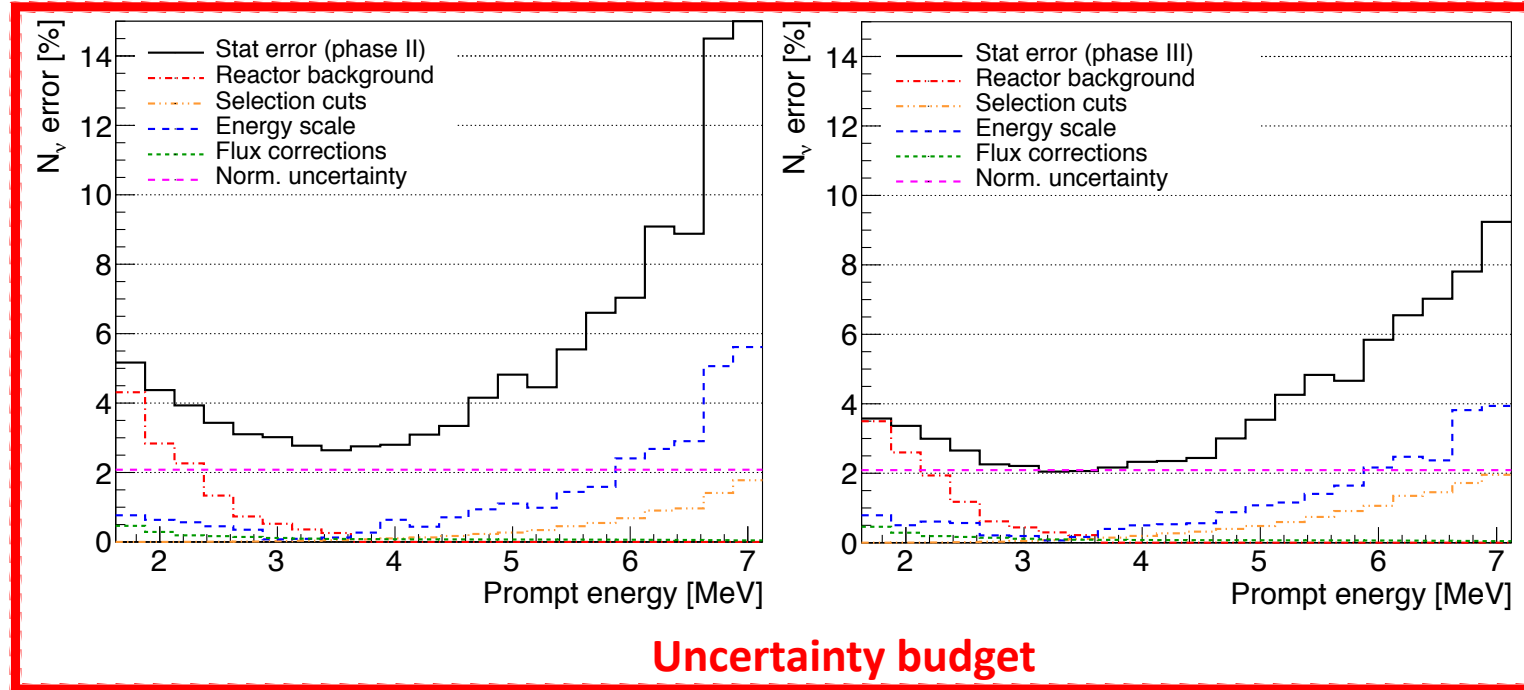 N_ν error [%]
14
12
10
8
6
4
2
0
Stat error (phase II)
Reactor background
Selection cuts
Energy scale
Flux corrections
Norm. uncertainty
2 3 4 5 6 7
Prompt energy [MeV]
N_ν error [%]
14
12
10
8
6
4
2
0
Stat error (phase III)
Reactor background
Selection cuts
Energy scale
Flux corrections
Norm. uncertainty
2 3 4 5 6 7
Prompt energy [MeV]
Uncertainty budget